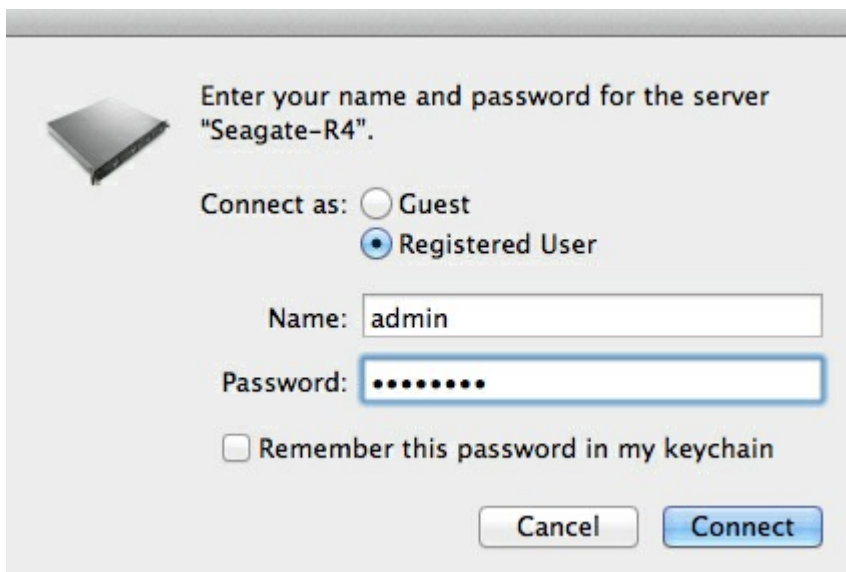 Enter your name and password for the server
"Seagate-R4".
Connect as: Guest
Registered User
Name: admin
Password: ••••••••
Remember this password in my keychain
Cancel Connect